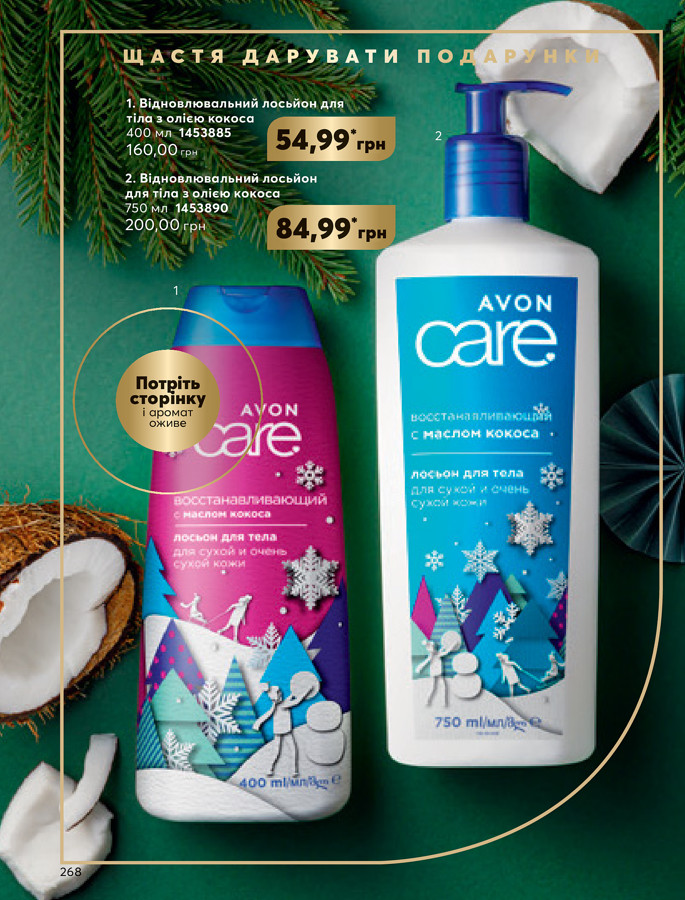 ЩАСТЯ ДАРУВАТИ ПОДАРУНКИ
1. Відновлювальний лосьйон для
тіла з олією кокоса
400 мл 1453885
160,00 грн
54,99* грн
2. Відновлювальний лосьйон
для тіла з олією кокоса
750 мл 1453890
200,00 грн
84,99* грн
2
1
Потріть
сторінку
і аромат
оживе
AVON
care
восстанавливающий
с маслом кокоса
лосьон для тела
для сухой и очень
сухой кожи
400 ml/мл/
AVON
care
восстанавливающий
с маслом кокоса
лосьон для тела
для сухой и очень
сухой кожи
750 ml/мл/
268